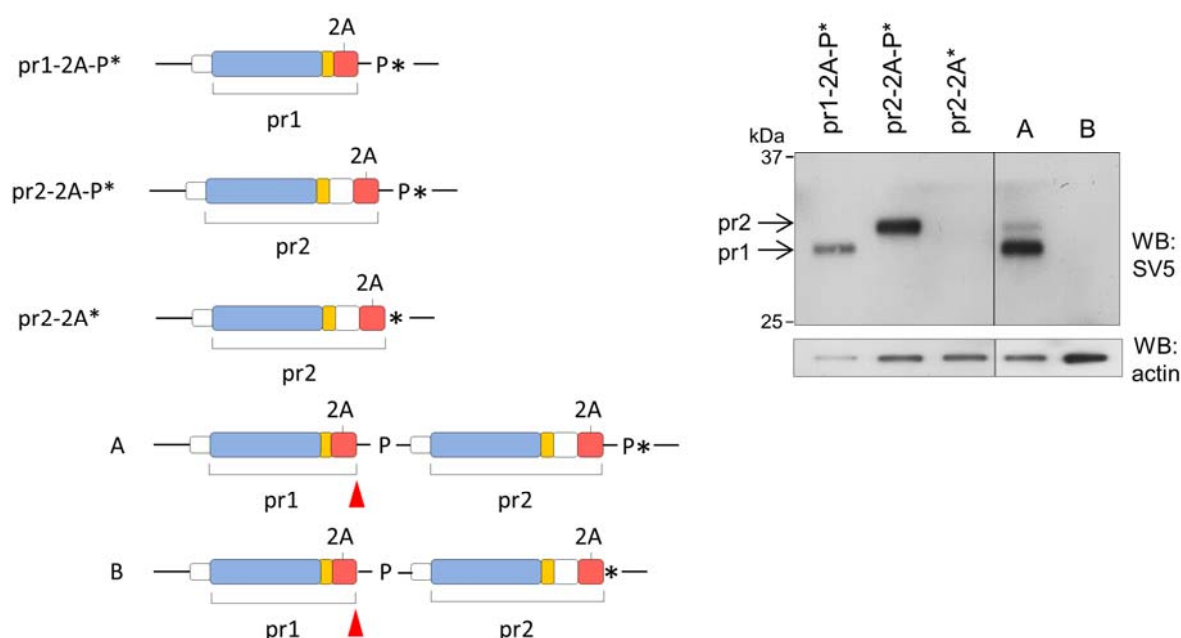 2A
pr1-2A-P*
P*
pr1
2A
pr2-2A-P*
P*
pr2
2A
pr2-2A*
*
pr2
2A
2A
A
P
P*
pr1
pr2
2A
2A
B
P
*
pr1
pr2
pr1-2A-P*
pr2-2A-P*
pr2-2A*
A
B
kDa
37
pr2
pr1
WB:
SV5
25
WB:
actin